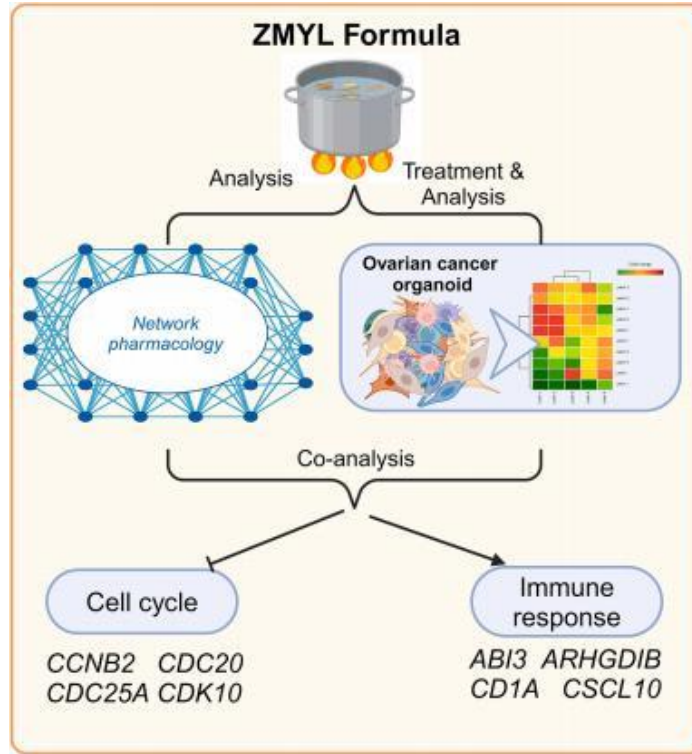 ZMYL Formula
Analysis
Treatment &
Analysis
Network
pharmacology
Ovarian cancer
organoid
Co-analysis
Cell cycle
CCNB2 CDC20
CDC25A CDK10
Immune
response
ABI3 ARHGDIB
CD1A CSCL10